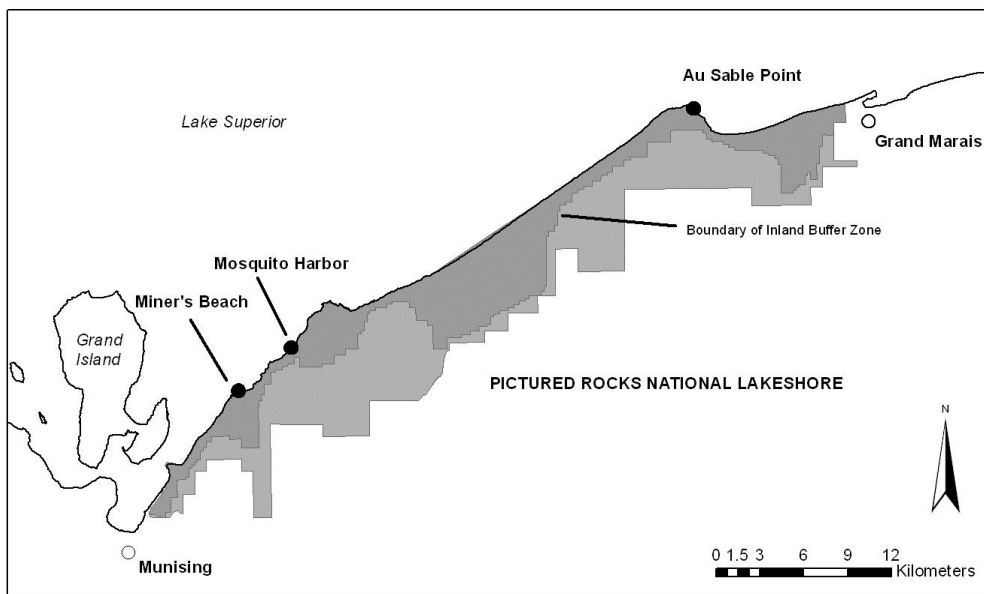 Au Sable Point
Lake Superior
Grand Marais
Boundary of Inland Buffer Zone
Mosquito Harbor
Miner's Beach
Grand
Island
PICTURED ROCKS NATIONAL LAKESHORE
N
Munising
0 1.5 3 6 9 12
Kilometers